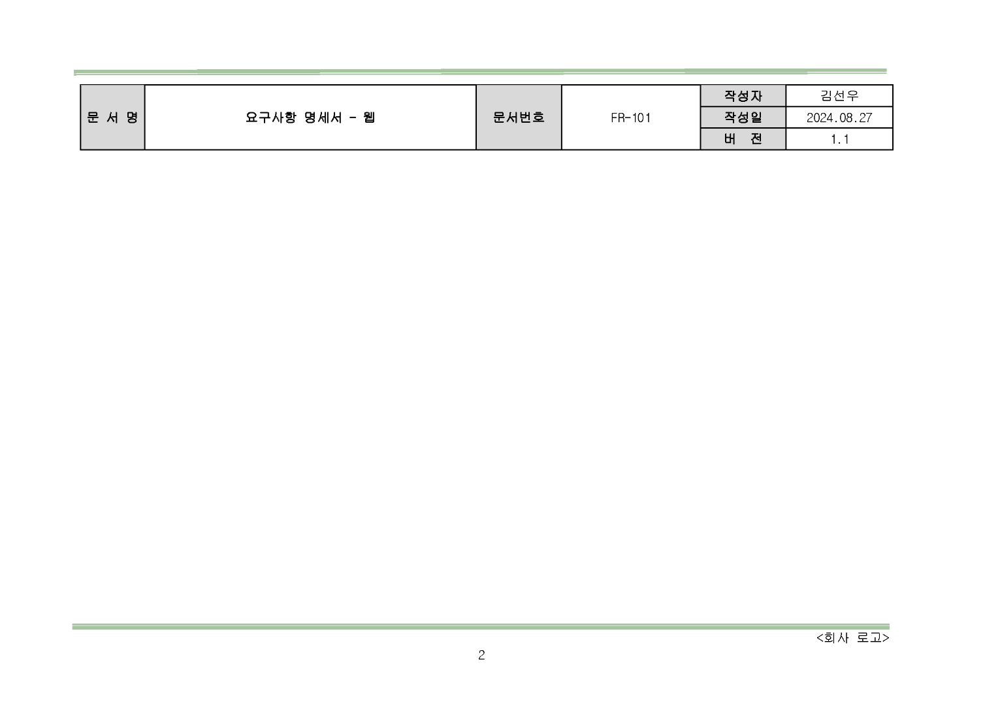 문 서 명 요구사항 명세서 - 웹 문서번호 FR-101 작성자 김선우
작성일 2024.08.27
버 전 1.1
<회사 로고>
2